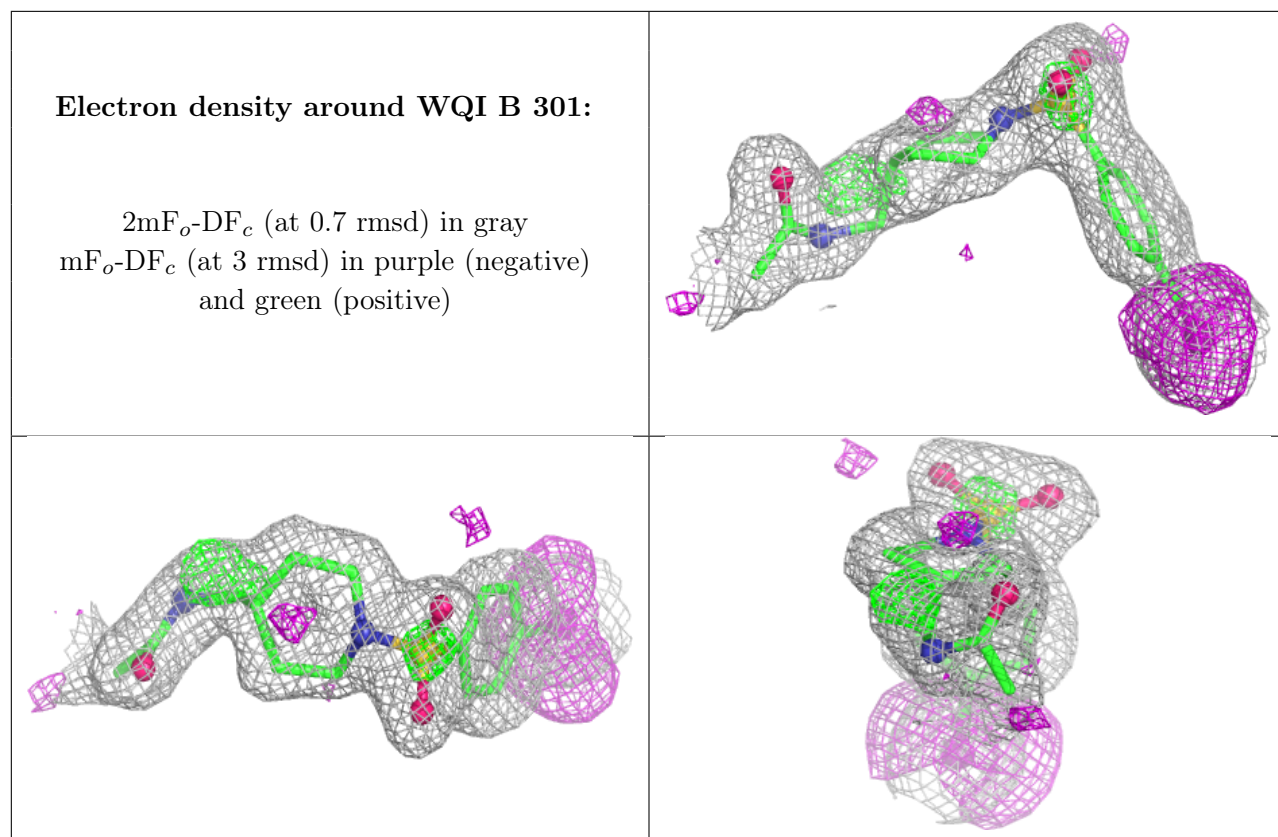 Electron density around WQI B 301:
2mFo-DFc (at 0.7 rmsd) in gray
mFo-DFc (at 3 rmsd) in purple (negative)
and green (positive)